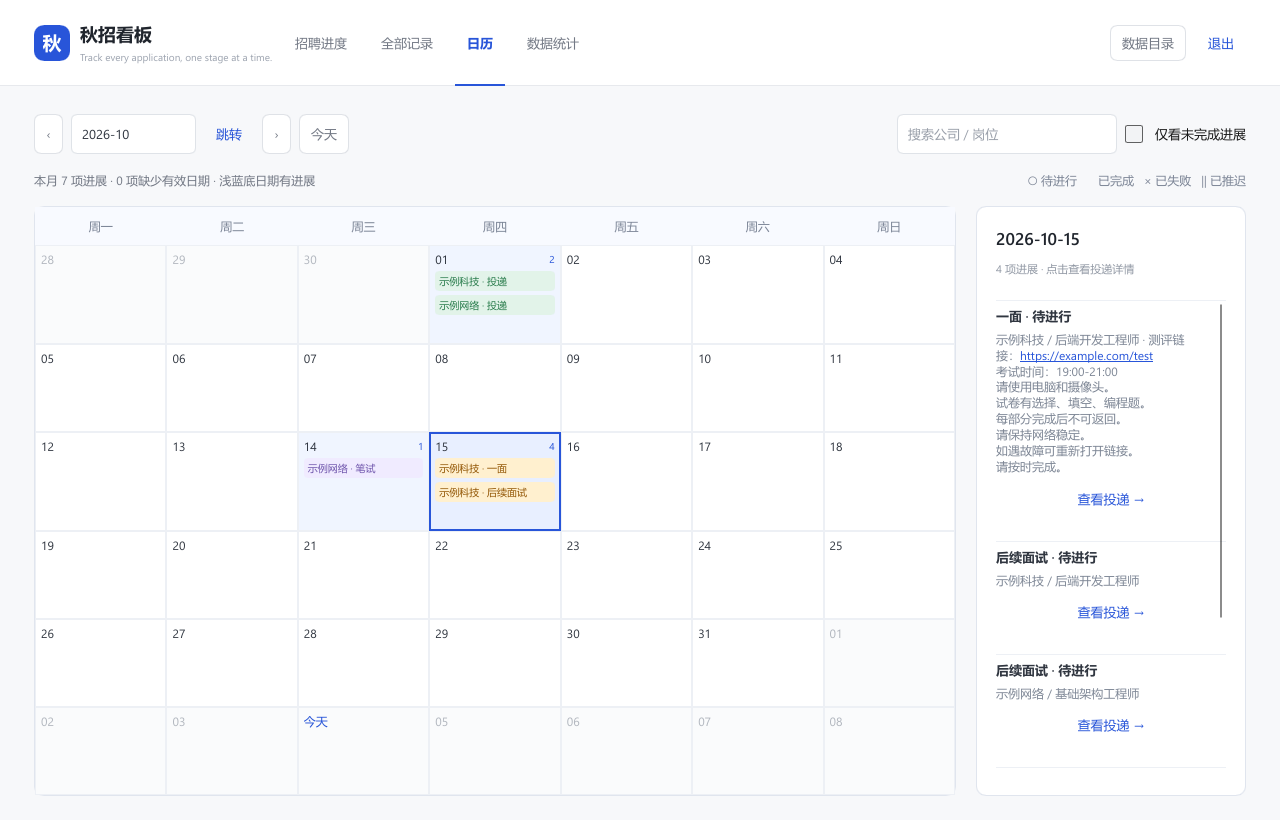 秋 秋招看板
Track every application, one stage at a time.
招聘进度 全部记录 日历 数据统计
数据目录 退出
‹ 2026-10 跳转 › 今天
搜索公司 / 岗位 仅看未完成进展
本月 7 项进展 · 0 项缺少有效日期 · 浅蓝底日期有进展
○ 待进行 已完成 × 已失败 || 已推迟
周一 周二 周三 周四 周五 周六 周日
28 29 30 01 2 02 03 04
示例科技 · 投递
示例网络 · 投递
05 06 07 08 09 10 11
12 13 14 1 15 4 16 17 18
示例网络 · 笔试 示例科技 · 一面
示例科技 · 后续面试
19 20 21 22 23 24 25
26 27 28 29 30 31 01
02 03 今天 05 06 07 08
2026-10-15
4 项进展 · 点击查看投递详情
一面 · 待进行
示例科技 / 后端开发工程师 · 测评链
接：https://example.com/test
考试时间：19:00-21:00
请使用电脑和摄像头。
试卷有选择、填空、编程题。
每部分完成后不可返回。
请保持网络稳定。
如遇故障可重新打开链接。
请按时完成。
查看投递 →
后续面试 · 待进行
示例科技 / 后端开发工程师
查看投递 →
后续面试 · 待进行
示例网络 / 基础架构工程师
查看投递 →